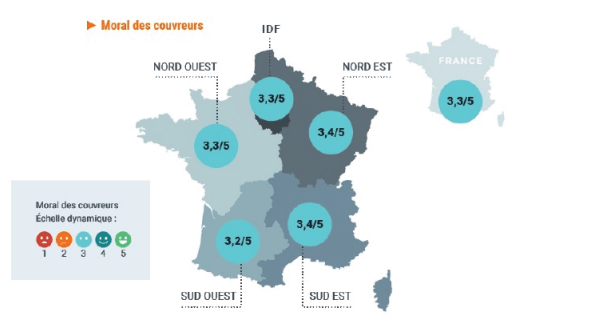 ► Moral des couvreurs
IDF
NORD OUEST
NORD EST
FRANCE
3,3/5
3,3/5
3,4/5
3,3/5
Moral des couvreurs
Échelle dynamique :
1 2 3 4 5
3,2/5
3,4/5
SUD OUEST
SUD EST